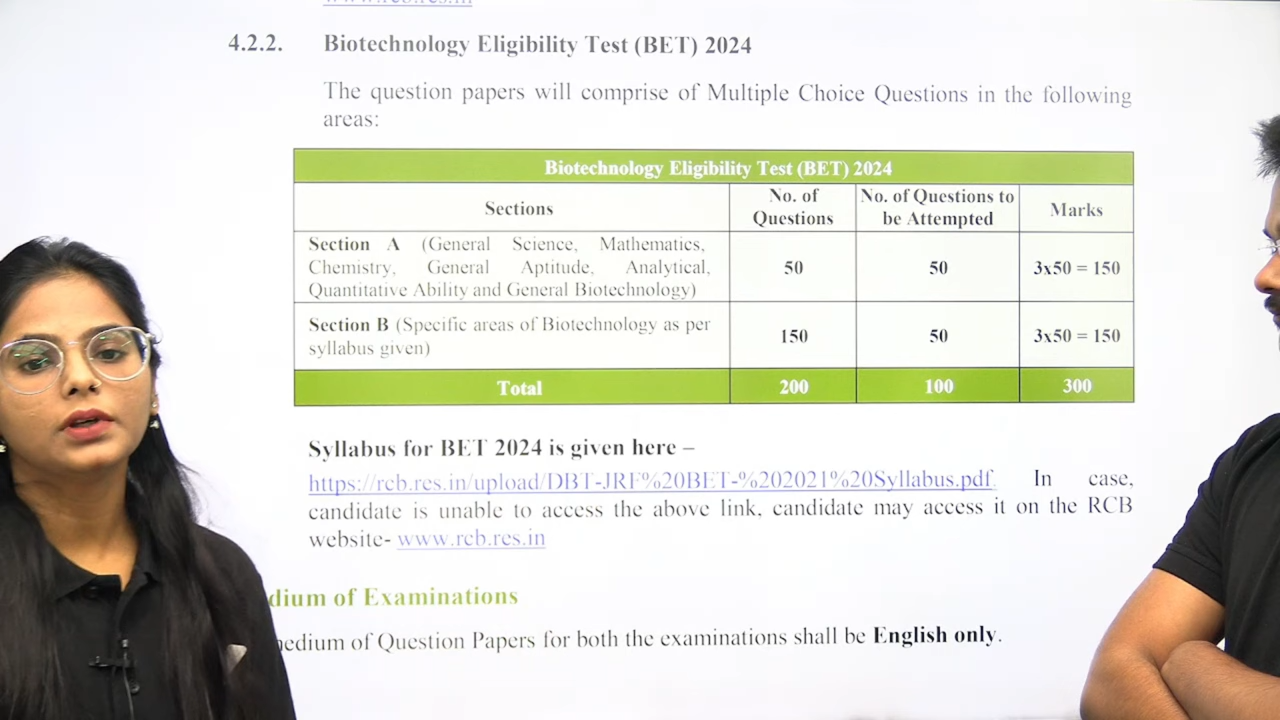 www.rcb.res.in
4.2.2. Biotechnology Eligibility Test (BET) 2024
The question papers will comprise of Multiple Choice Questions in the following
areas:
Biotechnology Eligibility Test (BET) 2024
Sections No. of Questions No. of Questions to be Attempted Marks
Section A (General Science, Mathematics,
Chemistry, General Aptitude, Analytical,
Quantitative Ability and General Biotechnology) 50 50 3x50 = 150
Section B (Specific areas of Biotechnology as per
syllabus given) 150 50 3x50 = 150
Total 200 100 300
Syllabus for BET 2024 is given here –
https://rcb.res.in/upload/DBT-JRF%20BET-%202021%20Syllabus.pdf. In case,
candidate is unable to access the above link, candidate may access it on the RCB
website- www.rcb.res.in
dium of Examinations
medium of Question Papers for both the examinations shall be English only.